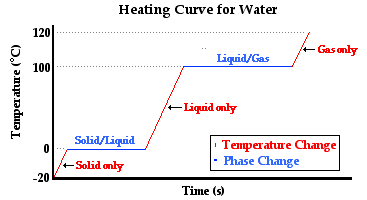 Heating Curve for Water
Temperature (°C)
120
100
0
-20
Liquid/Gas
Gas only
Liquid only
Solid/Liquid
Solid only
Temperature Change
Phase Change
Time (s)